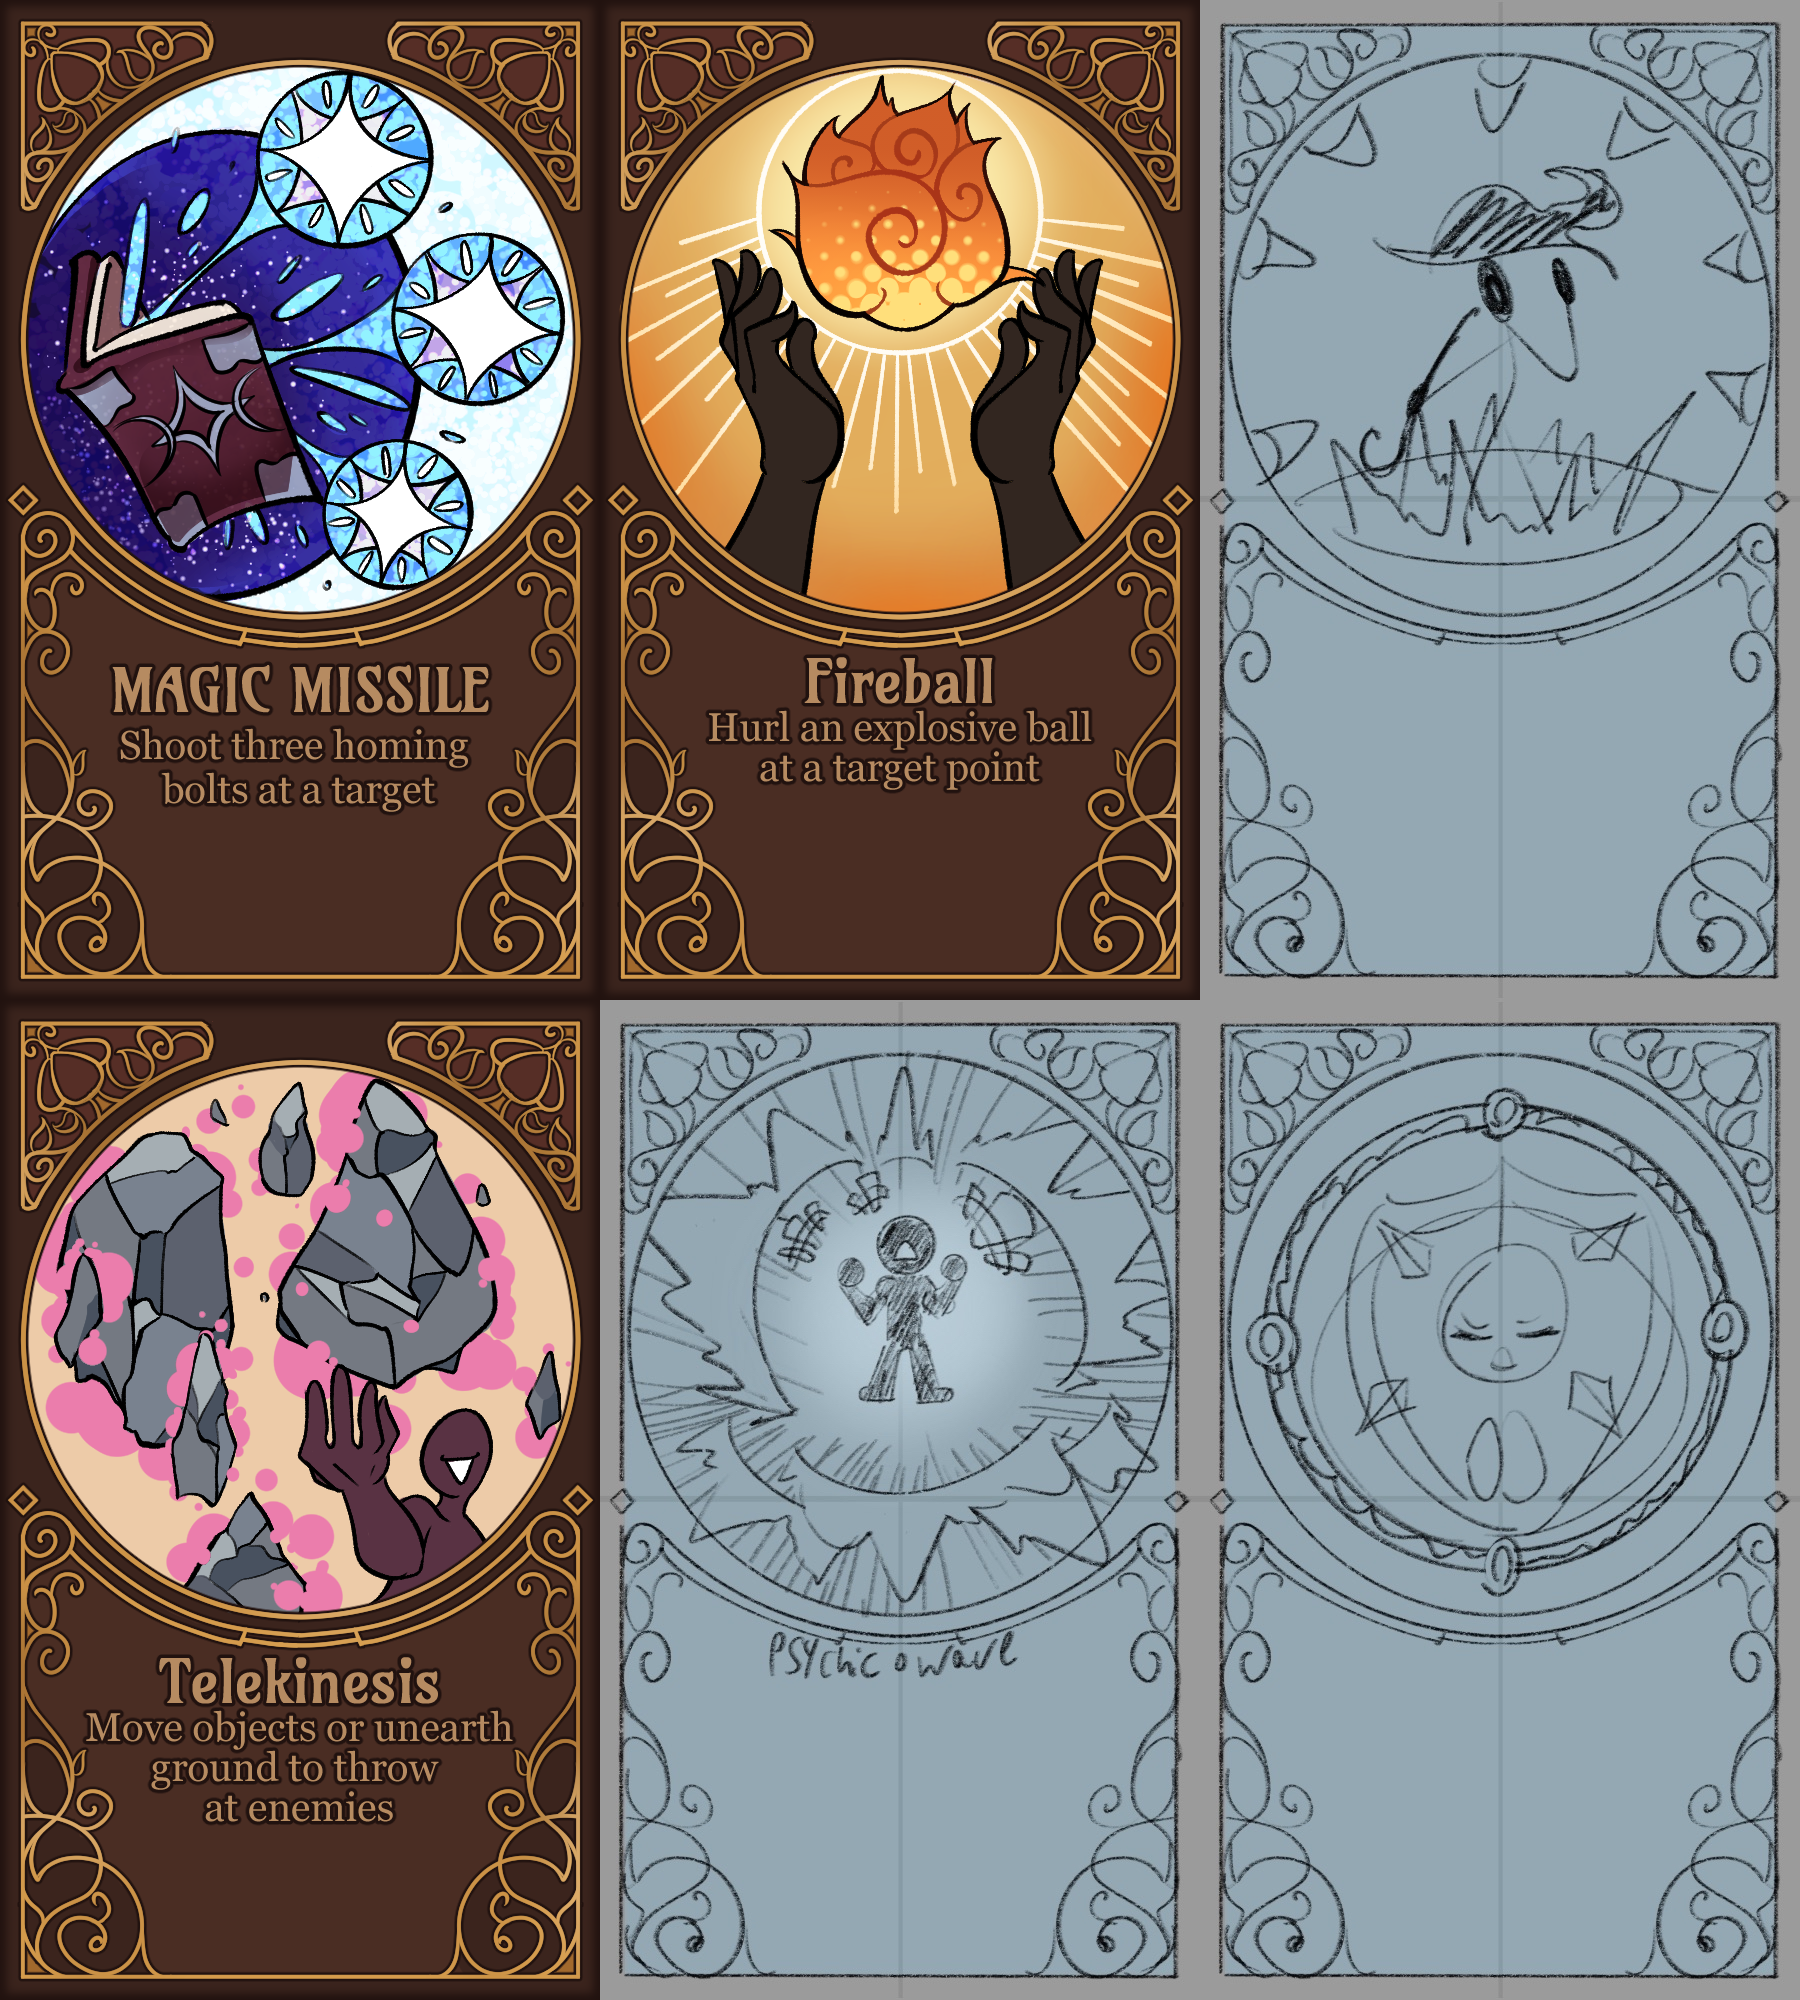 MAGIC MISSILE
Shoot three homing
bolts at a target
Fireball
Hurl an explosive ball
at a target point
Telekinesis
Move objects or unearth
ground to throw
at enemies
PSYchic wave